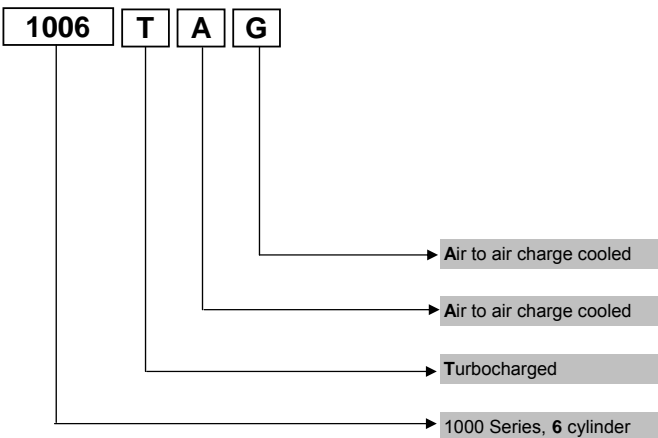 1006 T A G
Air to air charge cooled
Air to air charge cooled
Turbocharged
1000 Series, 6 cylinder